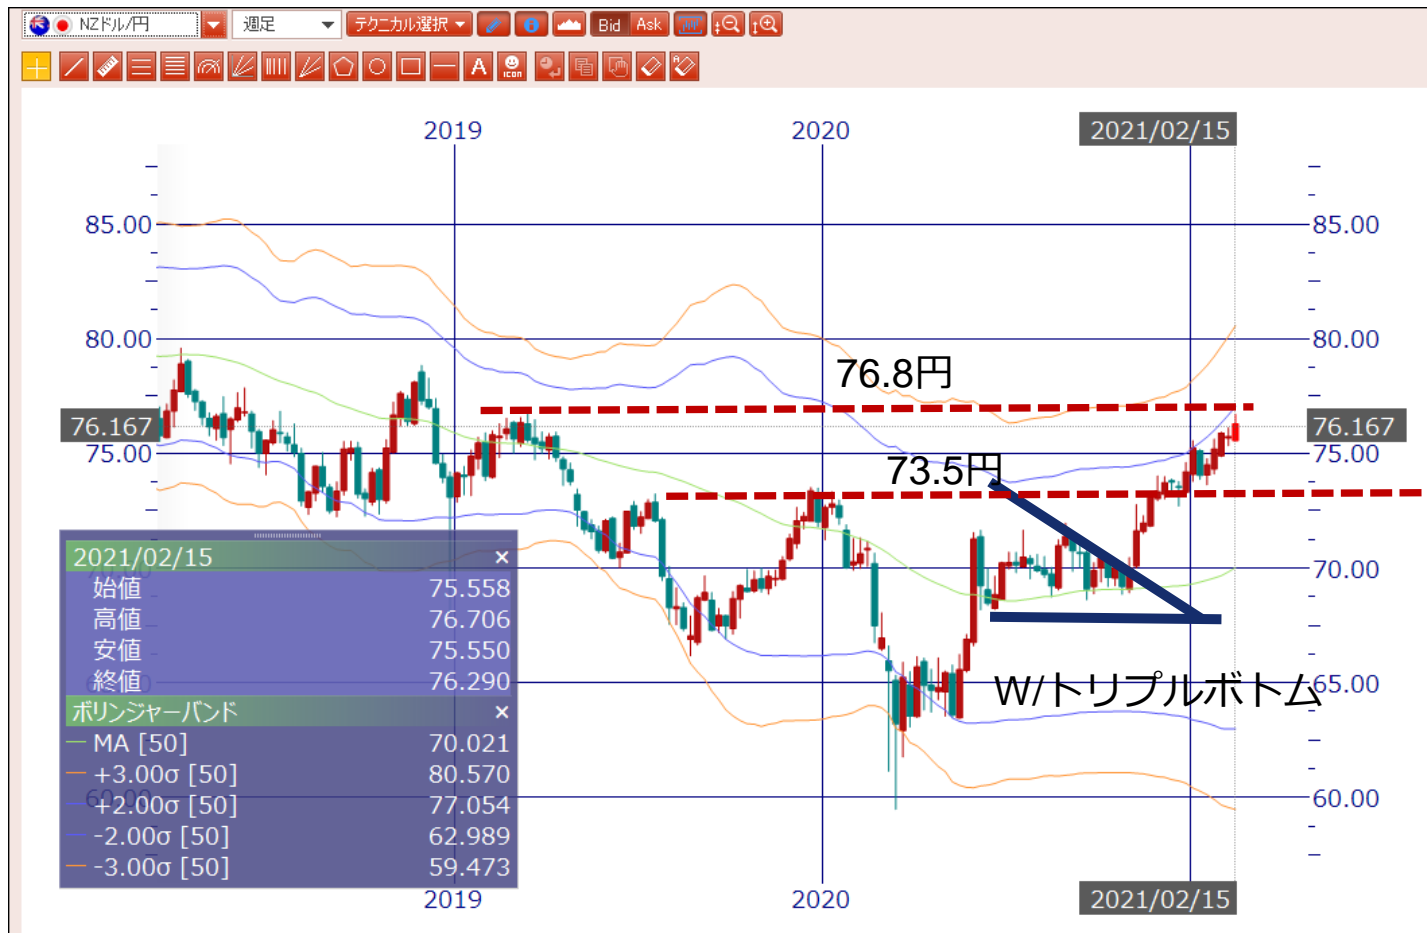 NZドル/円 週足 テクニカル選択 Bid Ask
A ICON
2019 2020 2021/02/15
85.00 85.00
80.00 80.00
76.8円
76.167 76.167
75.00 75.00
73.5円
70.00 70.00
65.00
60.00 60.00
W/トリプルボトム
2021/02/15 ×
始値 75.558
高値 76.706
安値 75.550
終値 76.290
ボリンジャーバンド ×
MA [50] 70.021
+3.00σ [50] 80.570
+2.00σ [50] 77.054
-2.00σ [50] 62.989
-3.00σ [50] 59.473
2019 2020 2021/02/15